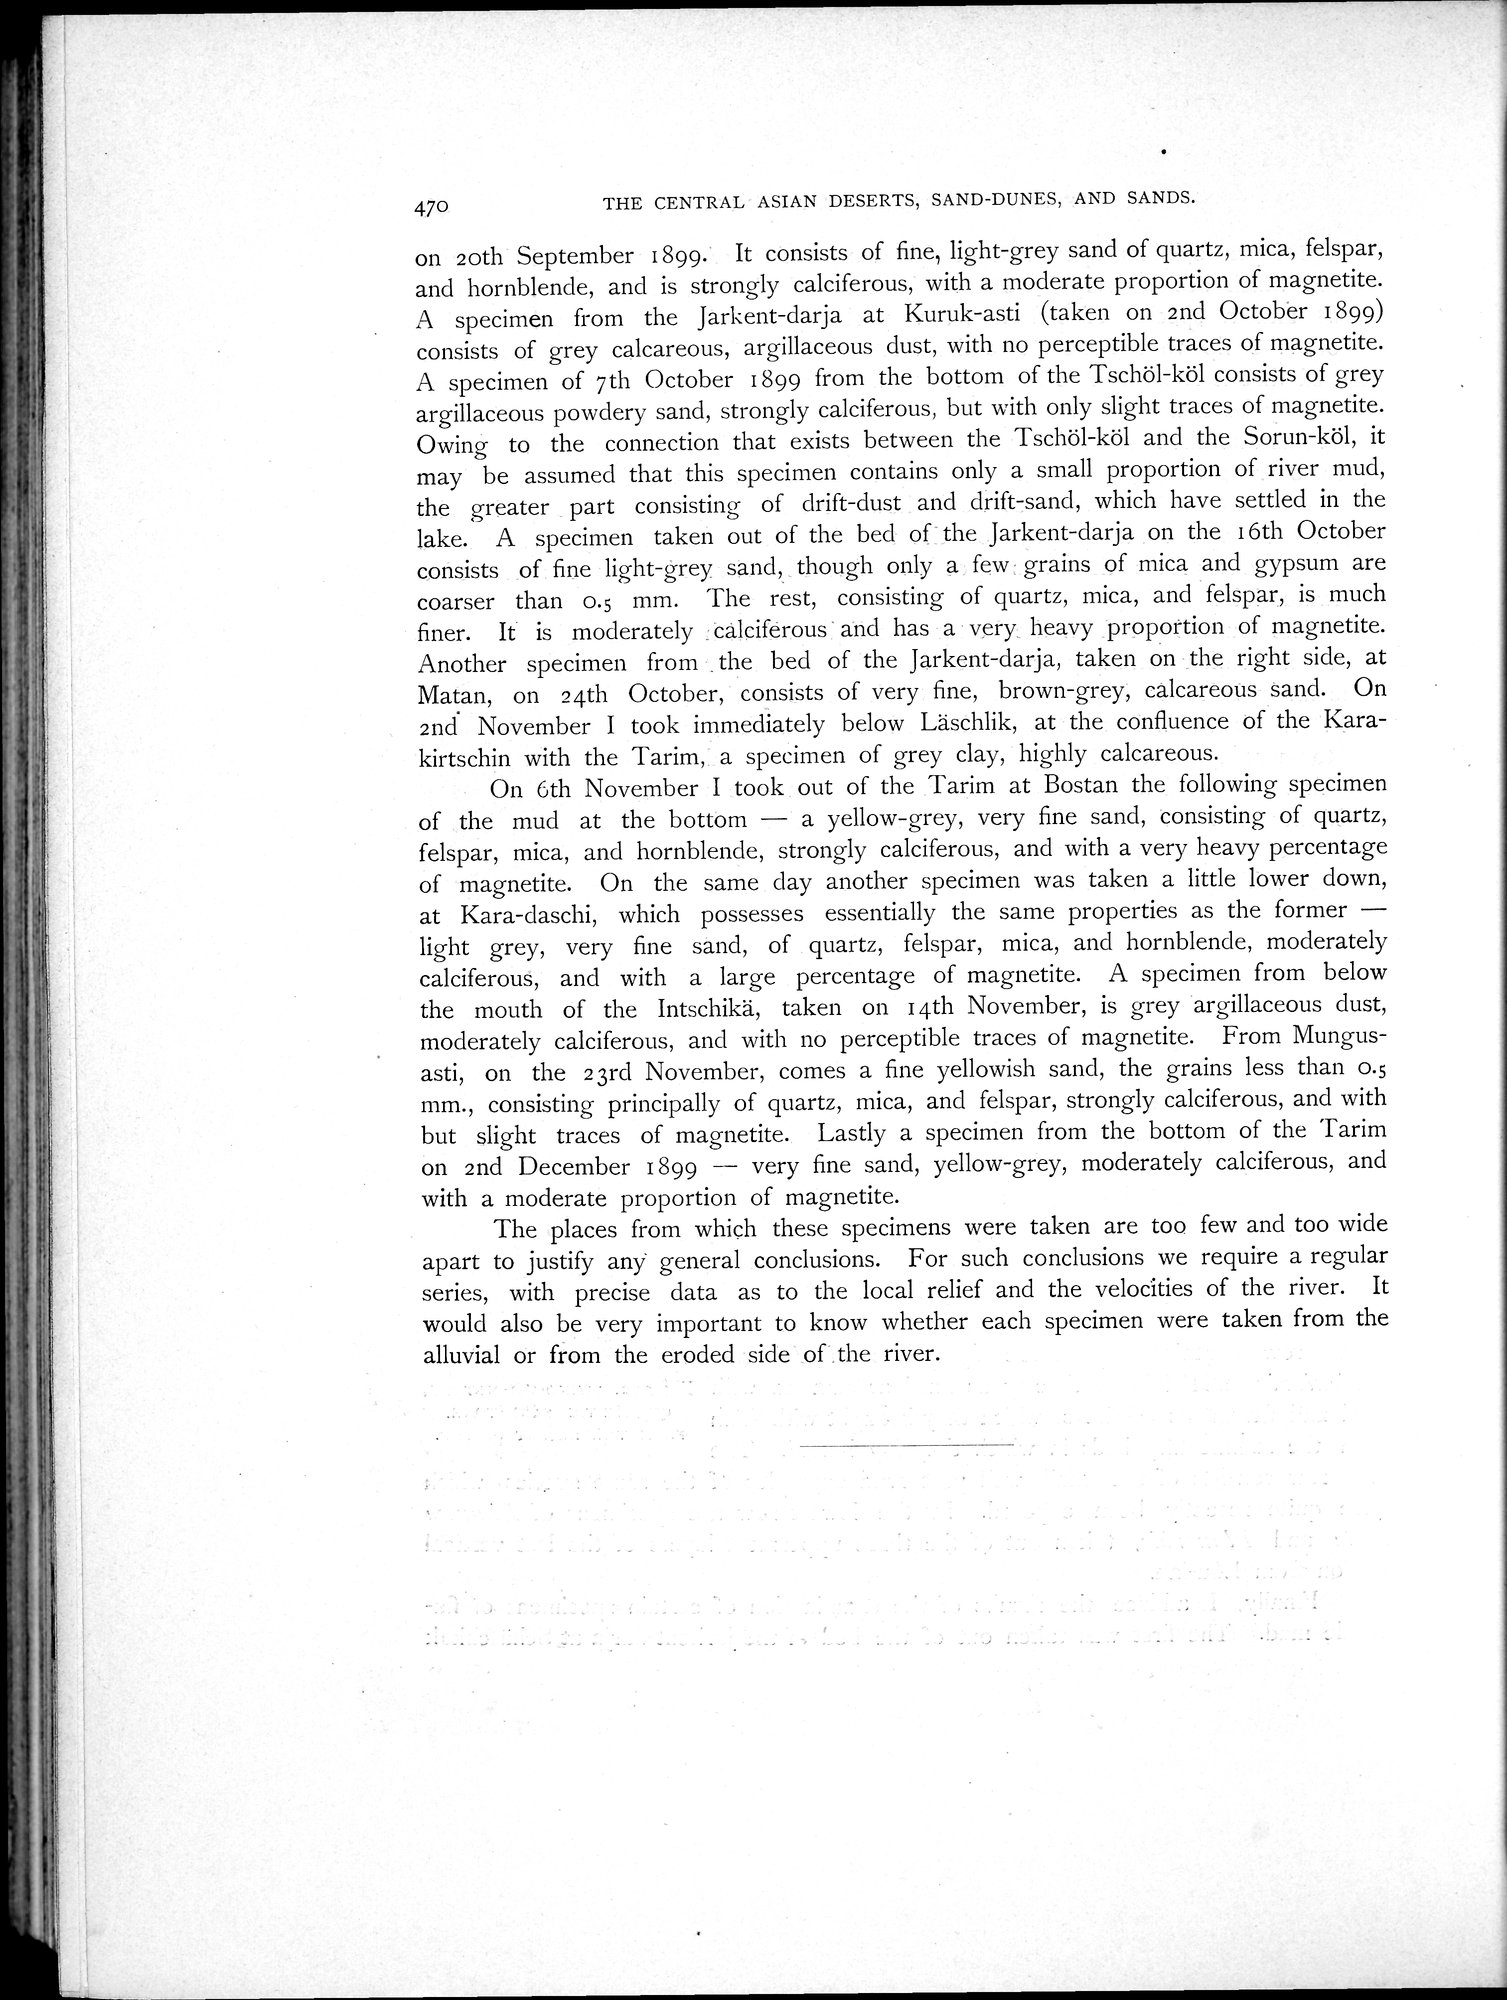 470 THE CENTRAL ASIAN DESERTS, SAND-DUNES, AND SANDS.
on 20th September 1899. It consists of fine, light-grey sand of quartz, mica, felspar,
and hornblende, and is strongly calciferous, with a moderate proportion of magnetite.
A specimen from the Jarkent-darja at Kuruk-asti (taken on 2nd October 1899)
consists of grey calcareous, argillaceous dust, with no perceptible traces of magnetite.
A specimen of 7th October 1899 from the bottom of the Tschöl-köl consists of grey
argillaceous powdery sand, strongly calciferous, but with only slight traces of magnetite.
Owing to the connection that exists between the Tschöl-köl and the Sorun-köl, it
may be assumed that this specimen contains only a small proportion of river mud,
the greater part consisting of drift-dust and drift-sand, which have settled in the
lake. A specimen taken out of the bed of the Jarkent-darja on the 16th October
consists of fine light-grey sand, though only a few grains of mica and gypsum are
coarser than 0.5 mm. The rest, consisting of quartz, mica, and felspar, is much
finer. It is moderately calciferous and has a very heavy proportion of magnetite.
Another specimen from the bed of the Jarkent-darja, taken on the right side, at
Matan, on 24th October, consists of very fine, brown-grey, calcareous sand. On
2nd November I took immediately below Läschlik, at the confluence of the Kara-
kirtschin with the Tarim, a specimen of grey clay, highly calcareous.
On 6th November I took out of the Tarim at Bostan the following specimen
of the mud at the bottom — a yellow-grey, very fine sand, consisting of quartz,
felspar, mica, and hornblende, strongly calciferous, and with a very heavy percentage
of magnetite. On the same day another specimen was taken a little lower down,
at Kara-daschi, which possesses essentially the same properties as the former —
light grey, very fine sand, of quartz, felspar, mica, and hornblende, moderately
calciferous, and with a large percentage of magnetite. A specimen from below
the mouth of the Intschikä, taken on 14th November, is grey argillaceous dust,
moderately calciferous, and with no perceptible traces of magnetite. From Mungus-
asti, on the 23rd November, comes a fine yellowish sand, the grains less than 0.5
mm., consisting principally of quartz, mica, and felspar, strongly calciferous, and with
but slight traces of magnetite. Lastly a specimen from the bottom of the Tarim
on 2nd December 1899 — very fine sand, yellow-grey, moderately calciferous, and
with a moderate proportion of magnetite.
The places from which these specimens were taken are too few and too wide
apart to justify any general conclusions. For such conclusions we require a regular
series, with precise data as to the local relief and the velocities of the river. It
would also be very important to know whether each specimen were taken from the
alluvial or from the eroded side of the river.